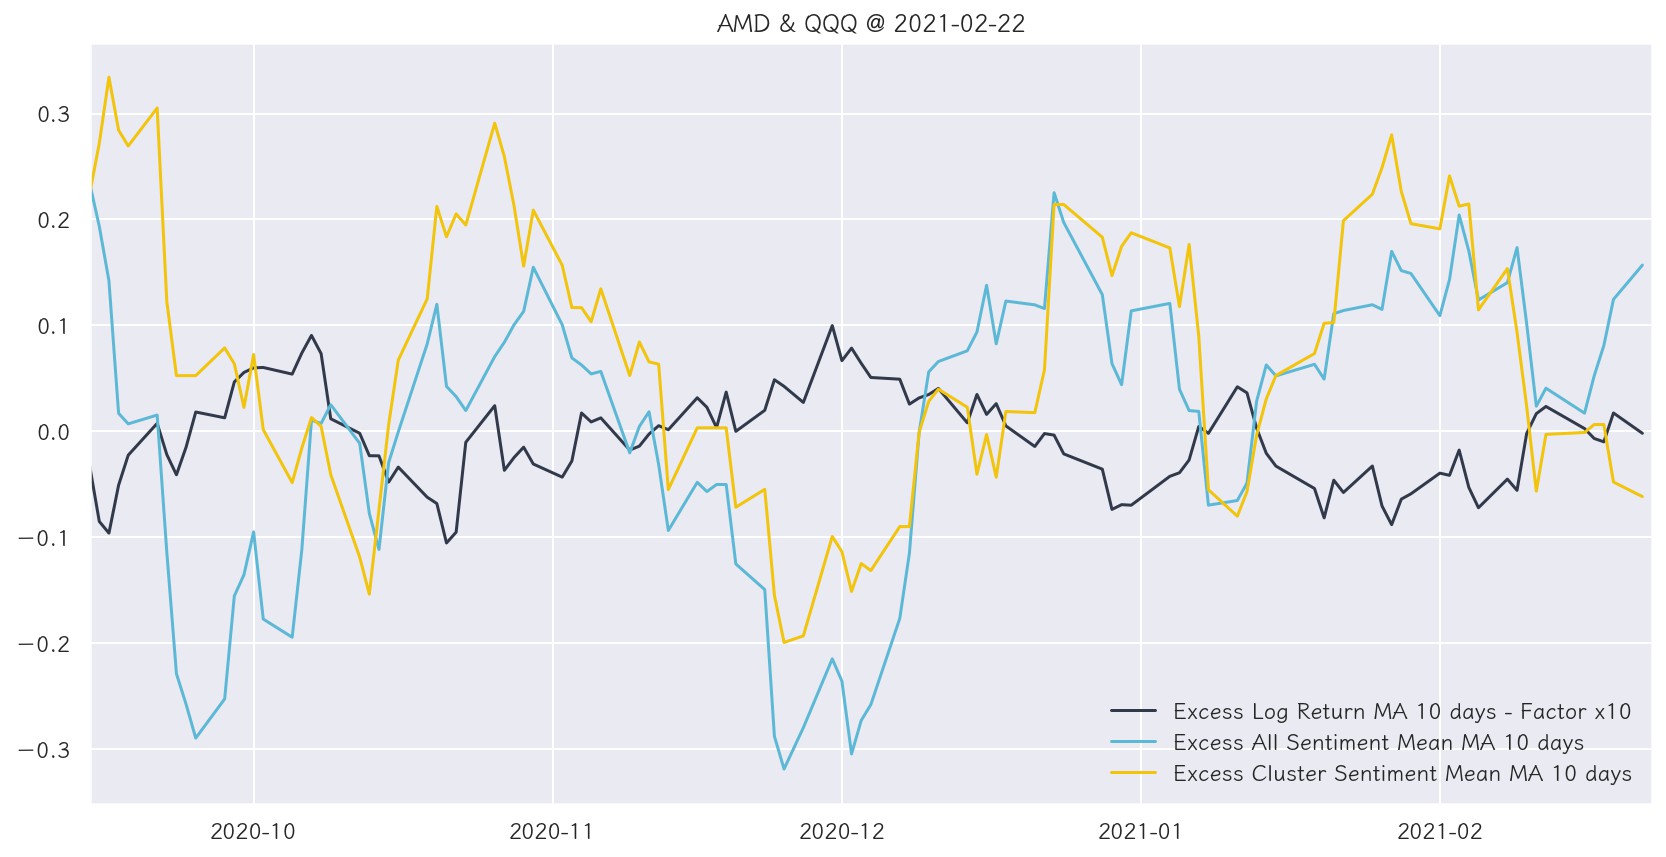 AMD & QQQ @ 2021-02-22
0.3
0.2
0.1
0.0
−0.1
−0.2
−0.3
Excess Log Return MA 10 days - Factor x10
Excess All Sentiment Mean MA 10 days
Excess Cluster Sentiment Mean MA 10 days
2020-10 2020-11 2020-12 2021-01 2021-02